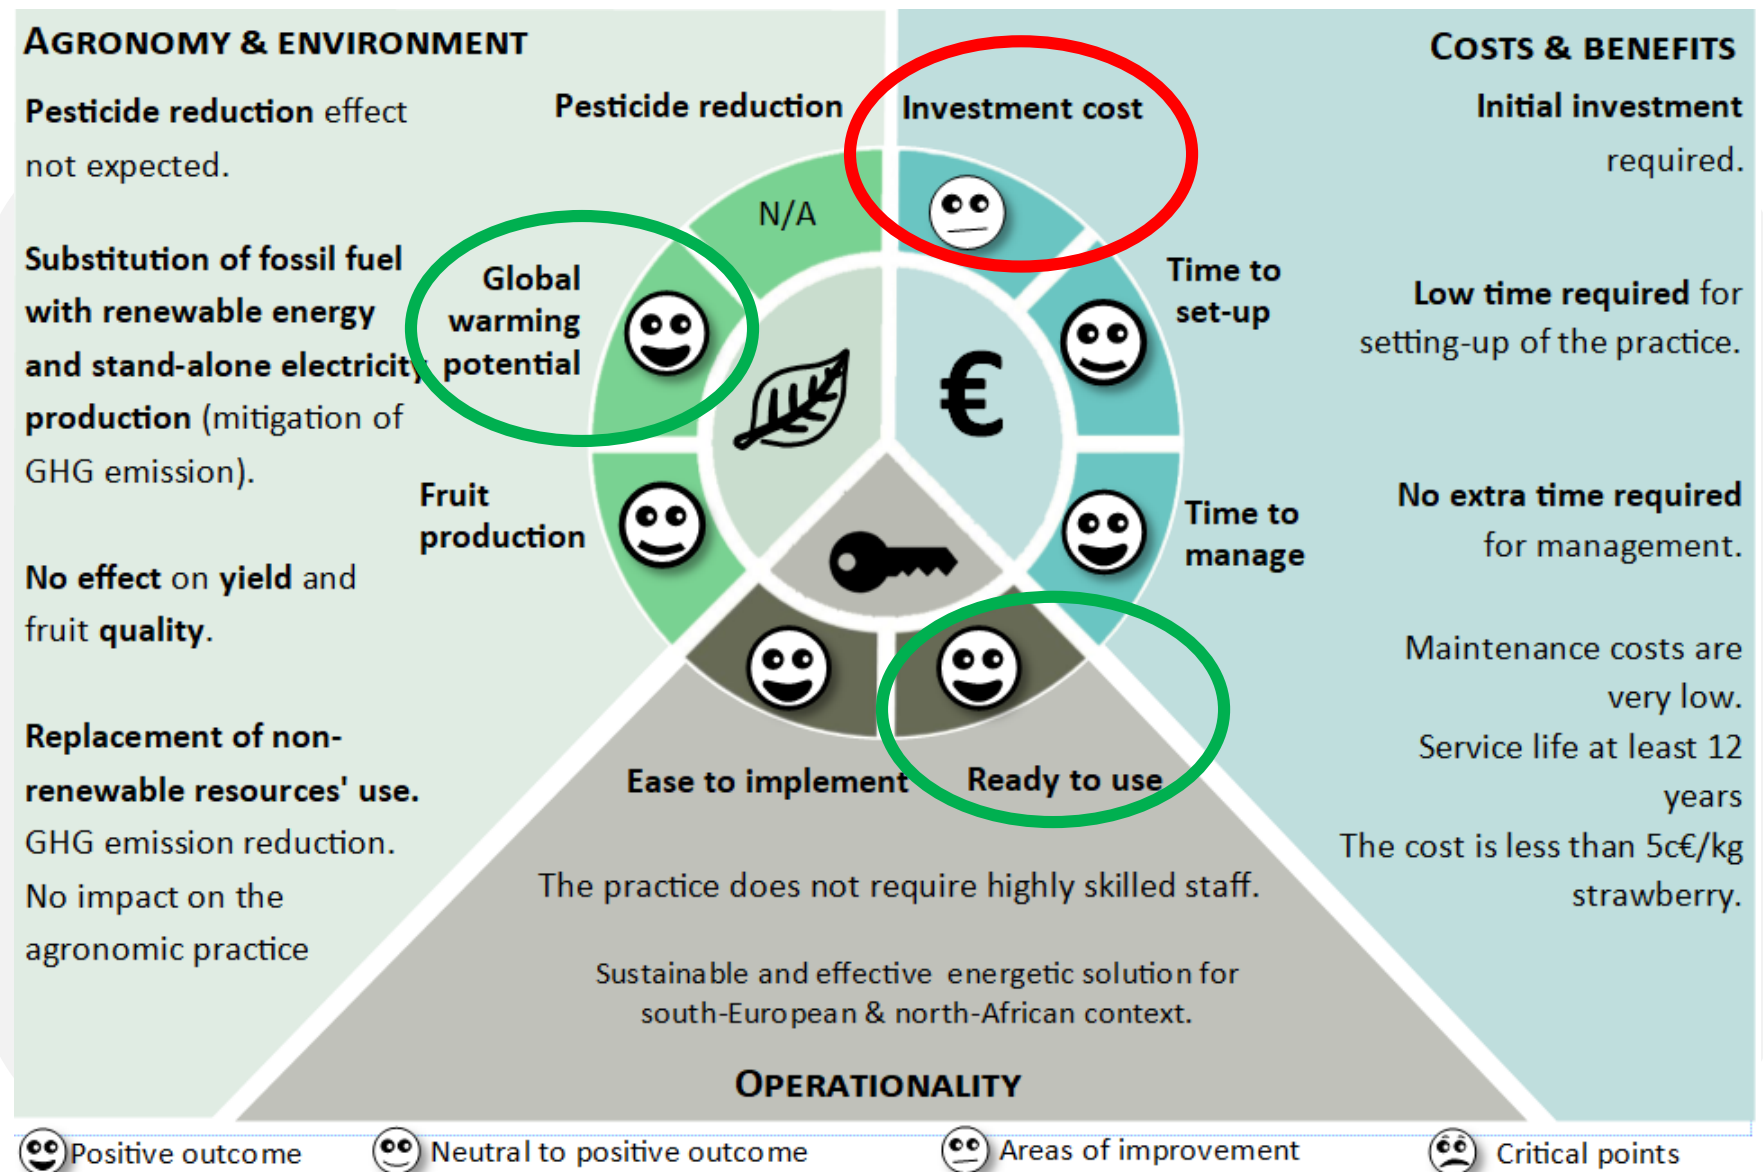 AGRONOMY & ENVIRONMENT
Pesticide reduction effect
not expected.
Substitution of fossil fuel
with renewable energy
and stand-alone electricity
production (mitigation of
GHG emission).
No effect on yield and
fruit quality.
Replacement of non-
renewable resources' use.
GHG emission reduction.
No impact on the
agronomic practice
Pesticide reduction
N/A
Global
warming
potential
Fruit
production
Investment cost
€
Time to
set-up
Time to
manage
COSTS & BENEFITS
Initial investment
required.
Low time required for
setting-up of the practice.
No extra time required
for management.
Maintenance costs are
very low.
Service life at least 12
years
The cost is less than 5c€/kg
strawberry.
Ease to implement
Ready to use
The practice does not require highly skilled staff.
Sustainable and effective energetic solution for
south-European & north-African context.
OPERATIONALITY
Positive outcome
Neutral to positive outcome
Areas of improvement
Critical points